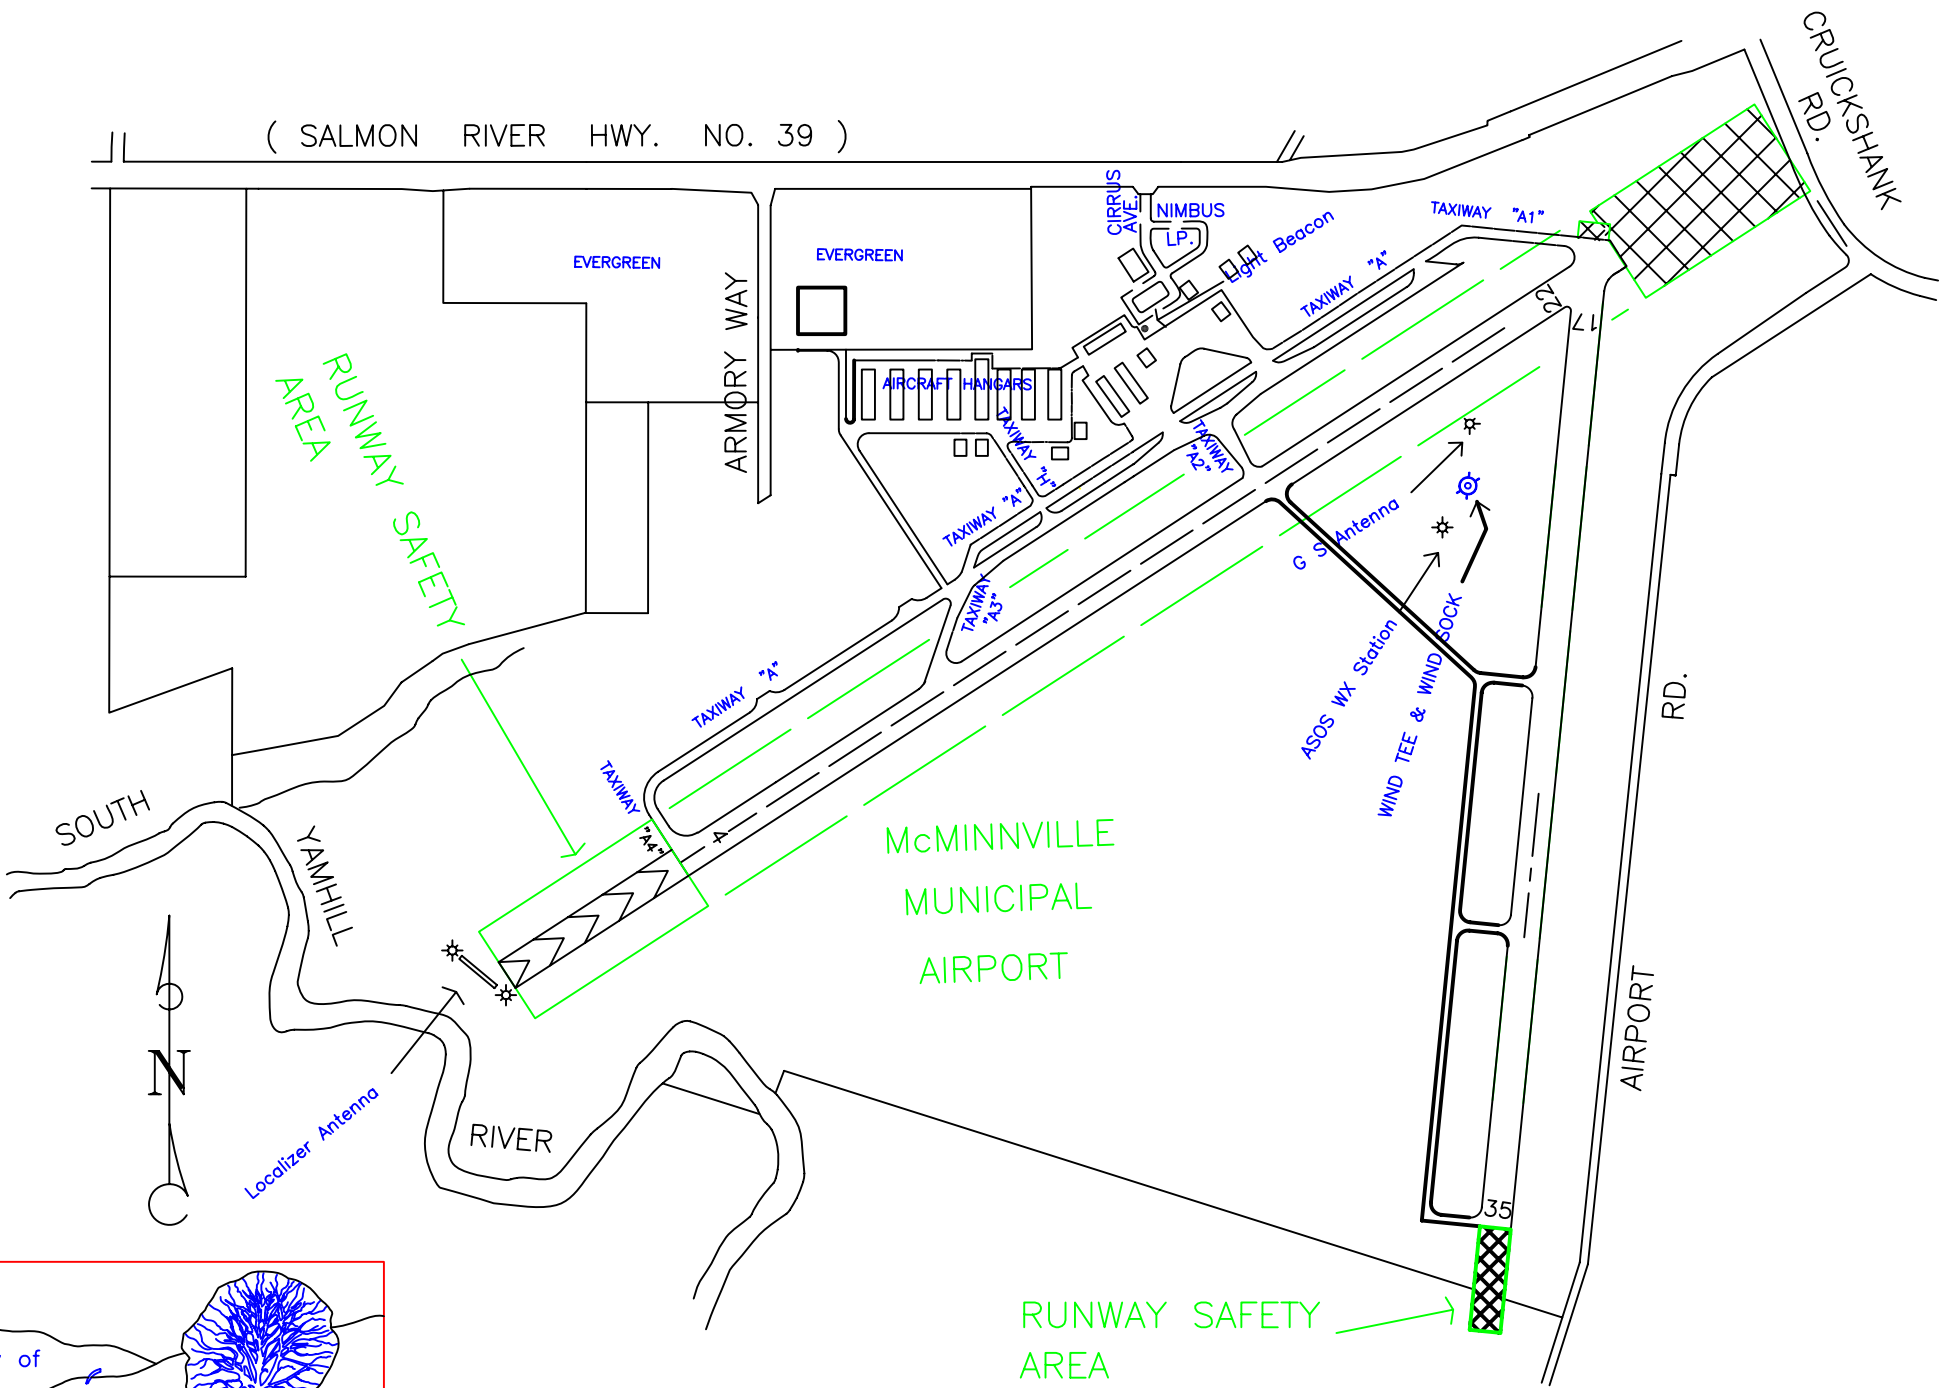 ( SALMON RIVER HWY. NO. 39 )
CRUICKSHANK
RD.
CIRRUS
AVE.
NIMBUS
LP.
Light Beacon
TAXIWAY "A1"
EVERGREEN
EVERGREEN
TAXIWAY "A"
ARMORY WAY
22
17
RUNWAY SAFETY
AREA
AIRCRAFT HANGARS
TAXIWAY "H"
TAXIWAY
"A2"
TAXIWAY "A"
G S Antenna
TAXIWAY
"A3"
ASOS WX Station
WIND TEE & WIND SOCK
TAXIWAY "A"
RD.
TAXIWAY "A4"
4
SOUTH
YAMHILL
McMINNVILLE
MUNICIPAL
AIRPORT
AIRPORT
N
Localizer Antenna
RIVER
35
RUNWAY SAFETY
AREA
of